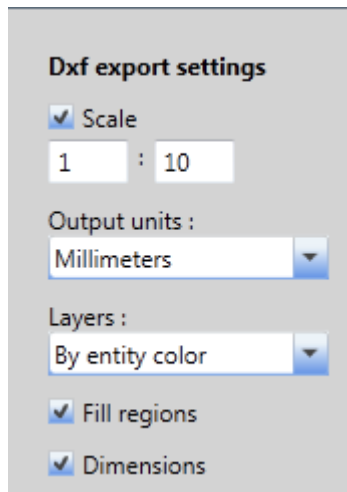 Dxf export settings
Scale
1 : 10
Output units :
Millimeters
Layers :
By entity color
Fill regions
Dimensions